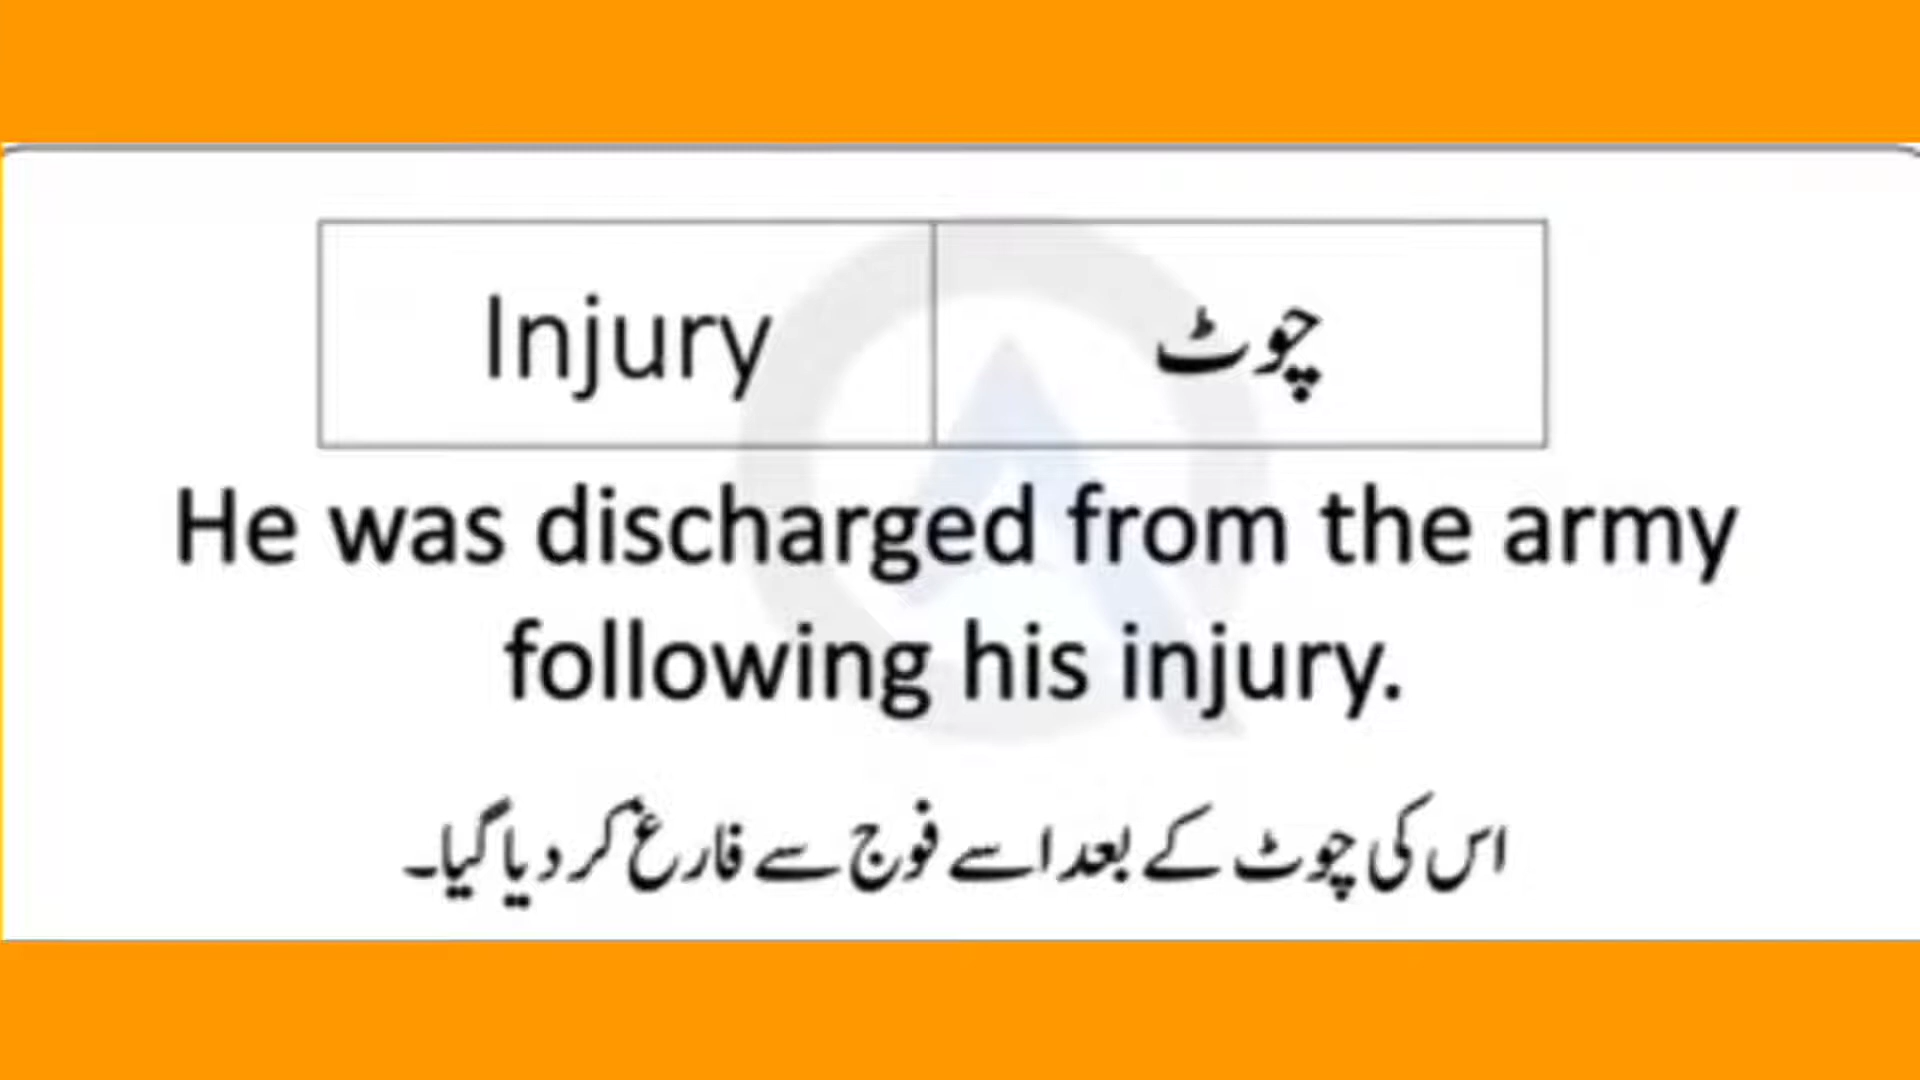 Injury
چوٹ
He was discharged from the army
following his injury.
اس کی چوٹ کے بعد اسے فوج سے فارغ کر دیا گیا۔